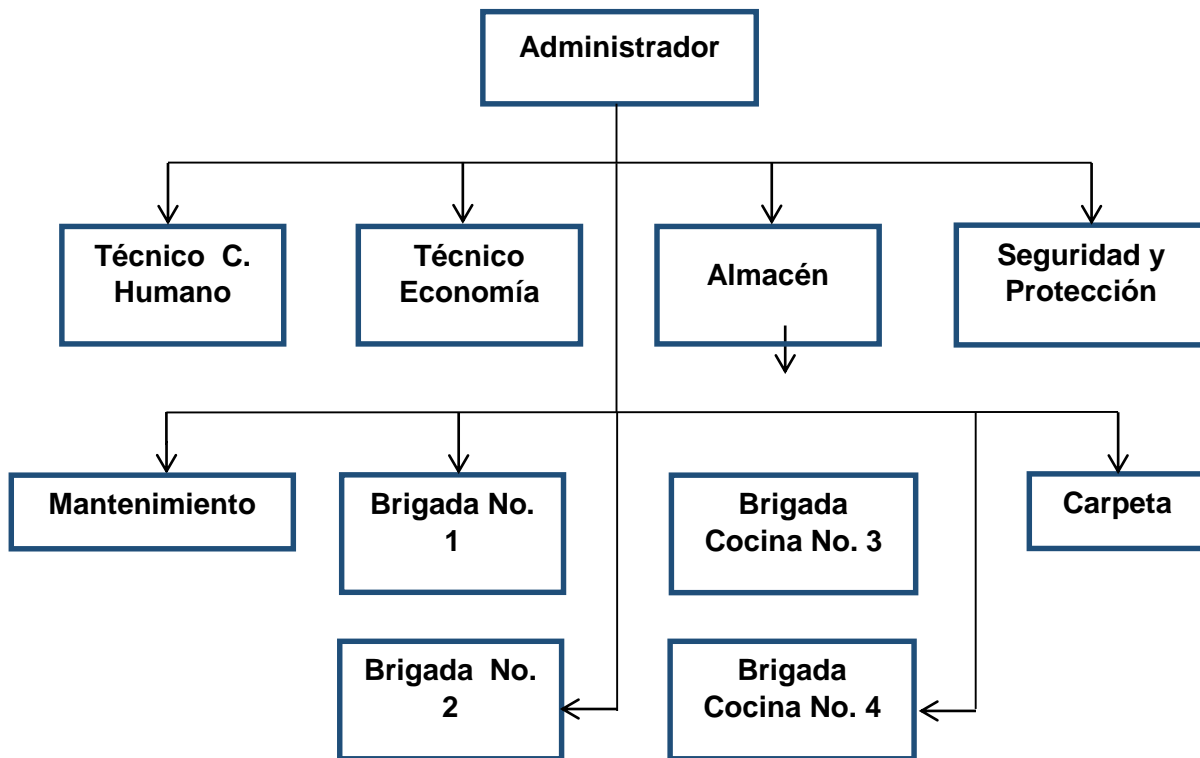 Administrador
Técnico C.
Humano
Técnico
Economía
Almacén
Seguridad y
Protección
Mantenimiento
Brigada No.
1
Brigada
Cocina No. 3
Carpeta
Brigada No.
2
Brigada
Cocina No. 4